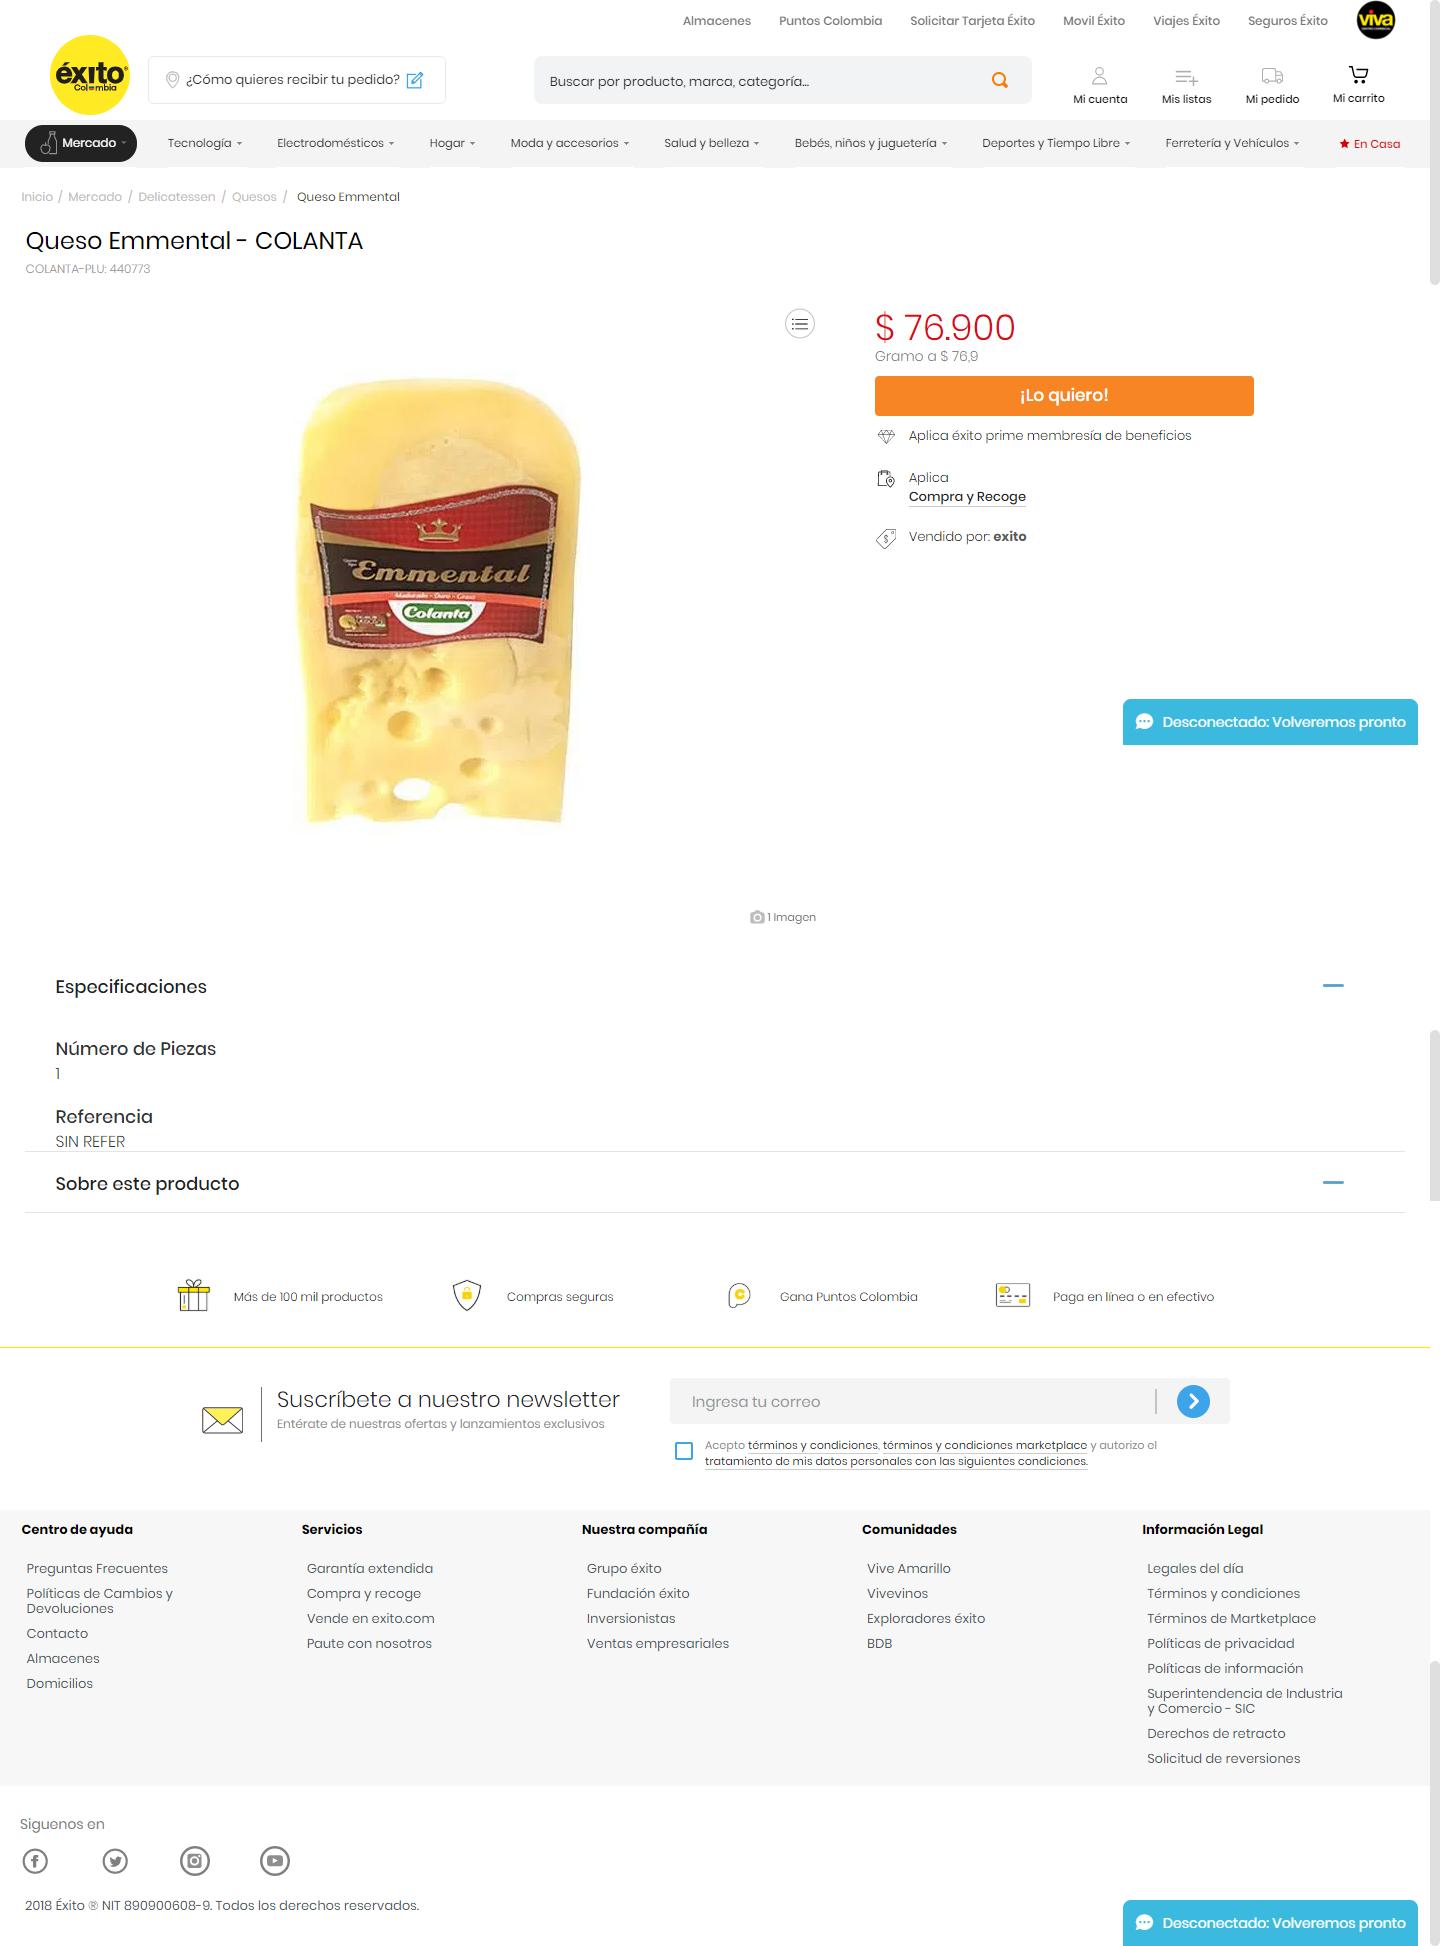 Almacenes
Puntos Colombia
Solicitar Tarjeta Éxito
Movil Éxito
Viajes Éxito
Seguros Éxito
viva
éxito
Colombia
¿Cómo quieres recibir tu pedido?
Buscar por producto, marca, categoría...
Mi cuenta
Mis listas
Mi pedido
Mi carrito
Mercado
Tecnología
Electrodomésticos
Hogar
Moda y accesorios
Salud y belleza
Bebés, niños y juguetería
Deportes y Tiempo Libre
Ferretería y Vehículos
En Casa
Inicio / Mercado / Delicatessen / Quesos / Queso Emmental
Queso Emmental - COLANTA
COLANTA-PLU: 440773
$ 76.900
Gramo a $ 76,9
¡Lo quiero!
Aplica éxito prime membresía de beneficios
Aplica
Compra y Recoge
Vendido por: exito
Emmental
Madurado - Duro - Graso
Colanta
Desconectado: Volveremos pronto
1 Imagen
Especificaciones
Número de Piezas
1
Referencia
SIN REFER
Sobre este producto
Más de 100 mil productos
Compras seguras
Gana Puntos Colombia
Paga en línea o en efectivo
Suscríbete a nuestro newsletter
Entérate de nuestras ofertas y lanzamientos exclusivos
Ingresa tu correo
Acepto términos y condiciones, términos y condiciones marketplace y autorizo el
tratamiento de mis datos personales con las siguientes condiciones.
Centro de ayuda
Preguntas Frecuentes
Políticas de Cambios y
Devoluciones
Contacto
Almacenes
Domicilios
Servicios
Garantía extendida
Compra y recoge
Vende en exito.com
Paute con nosotros
Nuestra compañía
Grupo éxito
Fundación éxito
Inversionistas
Ventas empresariales
Comunidades
Vive Amarillo
Vivevinos
Exploradores éxito
BDB
Información Legal
Legales del día
Términos y condiciones
Términos de Martketplace
Políticas de privacidad
Políticas de información
Superintendencia de Industria
y Comercio - SIC
Derechos de retracto
Solicitud de reversiones
Siguenos en
2018 Éxito ® NIT 890900608-9. Todos los derechos reservados.
Desconectado: Volveremos pronto